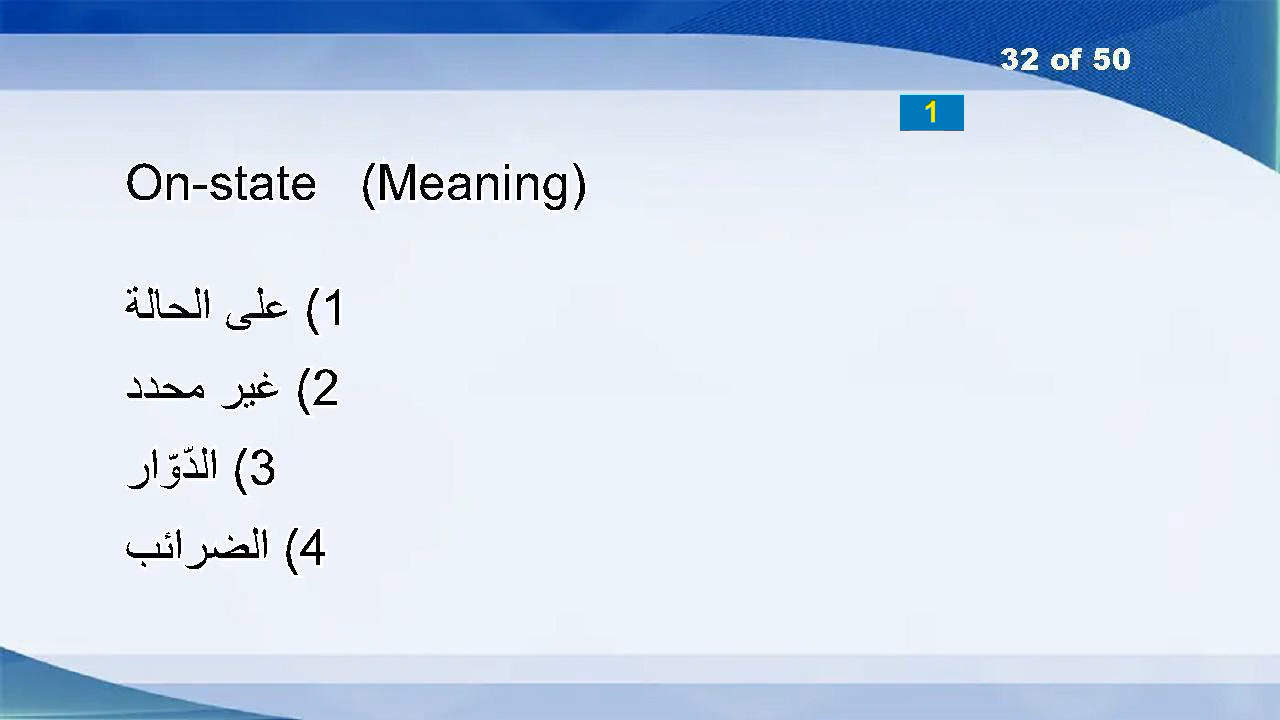 32 of 50
1
On-state (Meaning)
1) على الحالة
2) غير محدد
3) الدّوّار
4) الضرائب